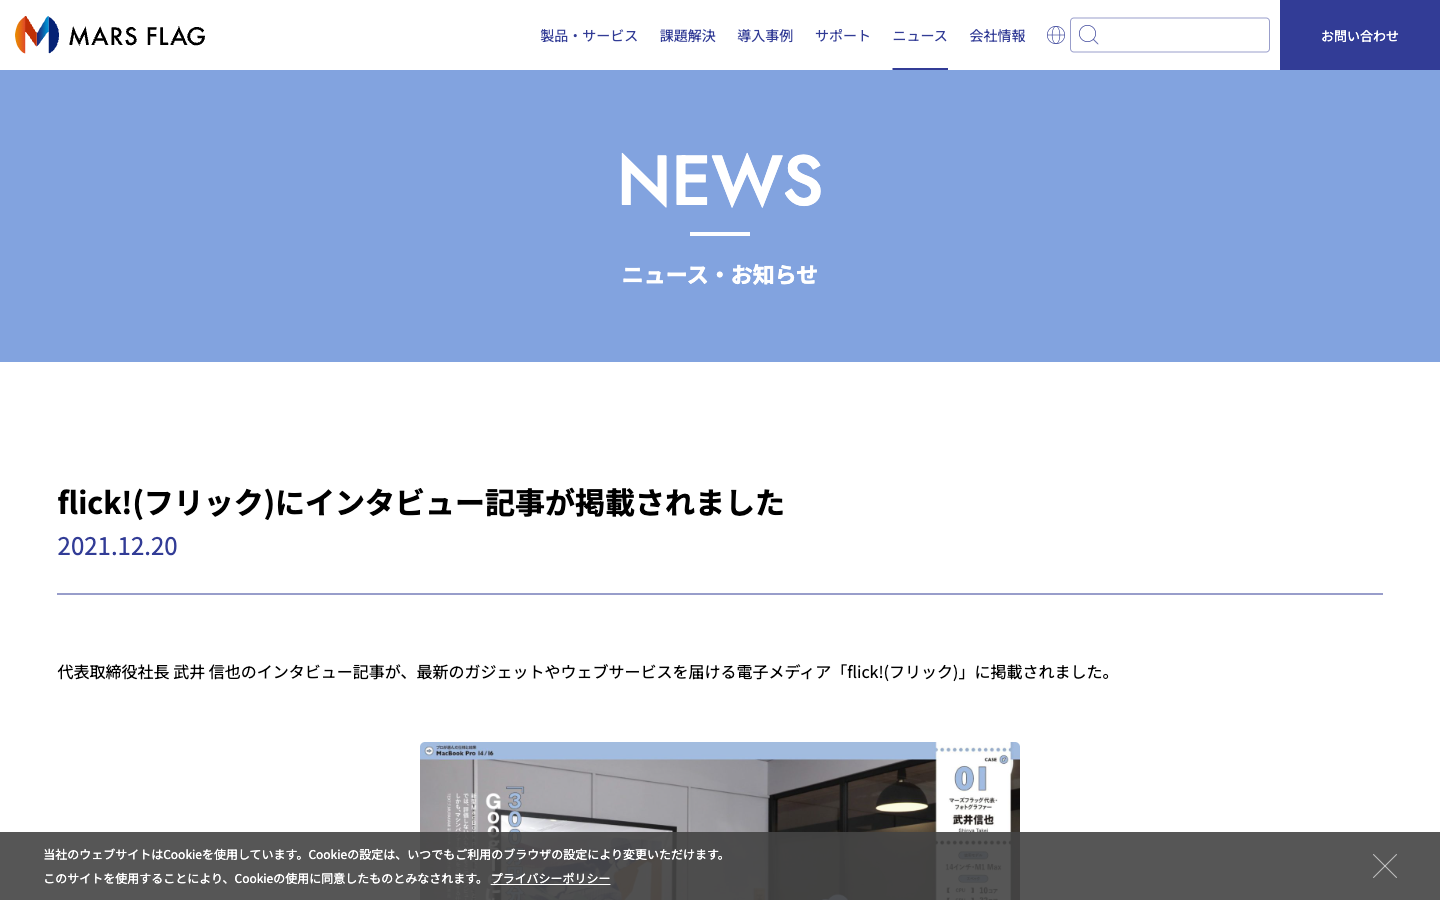 MARS FLAG
製品・サービス 課題解決 導入事例 サポート ニュース 会社情報
お問い合わせ
NEWS
ニュース・お知らせ
flick!(フリック)にインタビュー記事が掲載されました
2021.12.20
代表取締役社長 武井 信也のインタビュー記事が、最新のガジェットやウェブサービスを届ける電子メディア「flick!(フリック)」に掲載されました。
MacBook Pro 14/16
CASE
01
マーズフラッグ代表・
フォトグラファー
武井信也
当社のウェブサイトはCookieを使用しています。Cookieの設定は、いつでもご利用のブラウザの設定により変更いただけます。
このサイトを使用することにより、Cookieの使用に同意したものとみなされます。 プライバシーポリシー